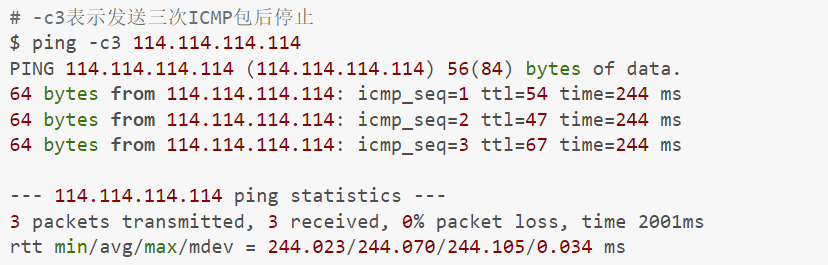 # -c3表示发送三次ICMP包后停止
$ ping -c3 114.114.114.114
PING 114.114.114.114 (114.114.114.114) 56(84) bytes of data.
64 bytes from 114.114.114.114: icmp_seq=1 ttl=54 time=244 ms
64 bytes from 114.114.114.114: icmp_seq=2 ttl=47 time=244 ms
64 bytes from 114.114.114.114: icmp_seq=3 ttl=67 time=244 ms
--- 114.114.114.114 ping statistics ---
3 packets transmitted, 3 received, 0% packet loss, time 2001ms
rtt min/avg/max/mdev = 244.023/244.070/244.105/0.034 ms